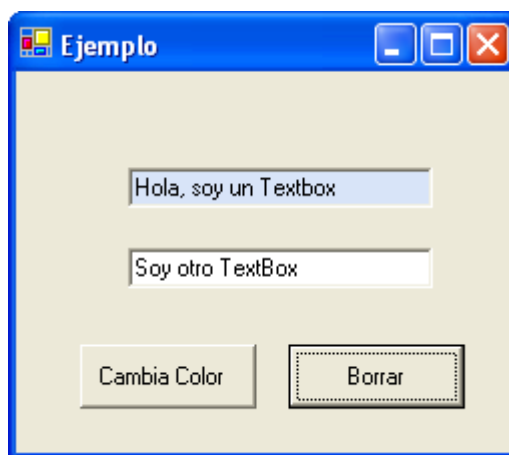 Ejemplo
Hola, soy un Textbox
Soy otro TextBox
Cambia Color
Borrar